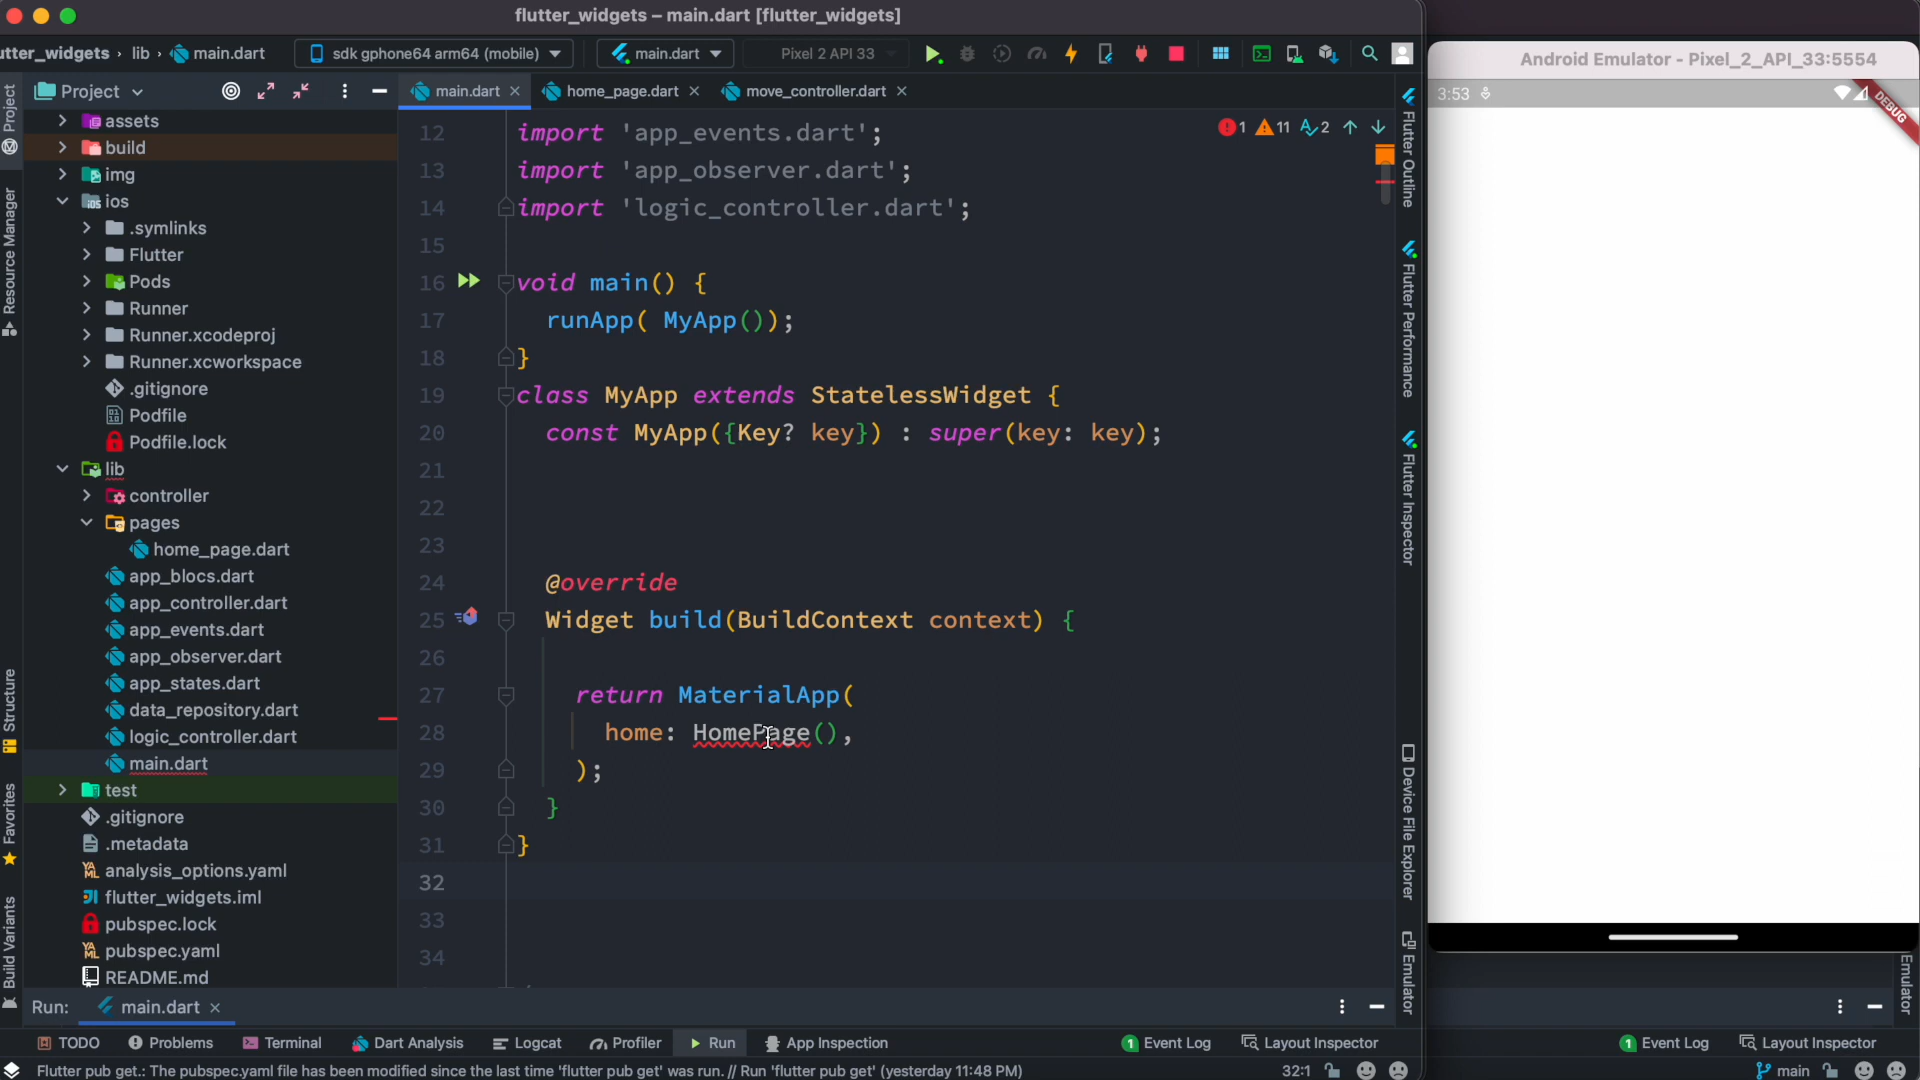 flutter_widgets – main.dart [flutter_widgets]
utter_widgets › lib › main.dart
sdk gphone64 arm64 (mobile)
main.dart
Pixel 2 API 33
Project
main.dart
home_page.dart
move_controller.dart
assets
build
img
ios
.symlinks
Flutter
Pods
Runner
Runner.xcodeproj
Runner.xcworkspace
.gitignore
Podfile
Podfile.lock
lib
controller
pages
home_page.dart
app_blocs.dart
app_controller.dart
app_events.dart
app_observer.dart
app_states.dart
data_repository.dart
logic_controller.dart
main.dart
test
.gitignore
.metadata
analysis_options.yaml
flutter_widgets.iml
pubspec.lock
pubspec.yaml
README.md
Project
Resource Manager
Structure
Favorites
Build Variants
1 11 2
12 import 'app_events.dart';
13 import 'app_observer.dart';
14 import 'logic_controller.dart';
15
16 void main() {
17 runApp( MyApp());
18 }
19 class MyApp extends StatelessWidget {
20 const MyApp({Key? key}) : super(key: key);
21
22
23
24 @override
25 Widget build(BuildContext context) {
26
27 return MaterialApp(
28 home: HomePage(),
29 );
30 }
31 }
32
33
34
Flutter Outline
Flutter Performance
Flutter Inspector
Device File Explorer
Emulator
Android Emulator - Pixel_2_API_33:5554
3:53
DEBUG
Emulator
Run: main.dart
TODO
Problems
Terminal
Dart Analysis
Logcat
Profiler
Run
App Inspection
1 Event Log
Layout Inspector
1 Event Log
Layout Inspector
Flutter pub get.: The pubspec.yaml file has been modified since the last time 'flutter pub get' was run. // Run 'flutter pub get' (yesterday 11:48 PM)
32:1
main